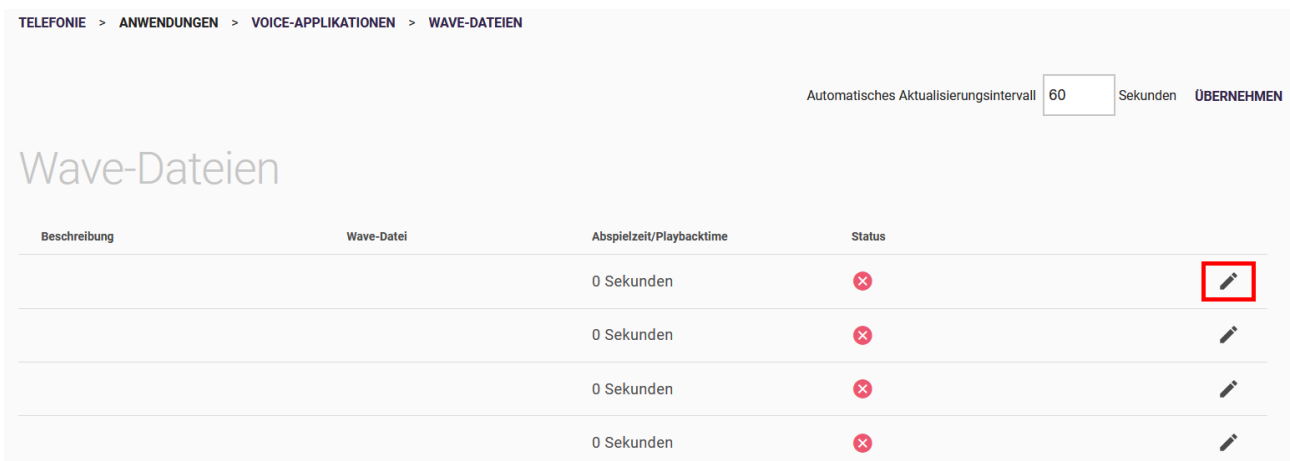 TELEFONIE > ANWENDUNGEN > VOICE-APPLIKATIONEN > WAVE-DATEIEN
Automatisches Aktualisierungsintervall 60 Sekunden ÜBERNEHMEN
Wave-Dateien
Beschreibung Wave-Datei Abspielzeit/Playbacktime Status
0 Sekunden
0 Sekunden
0 Sekunden
0 Sekunden